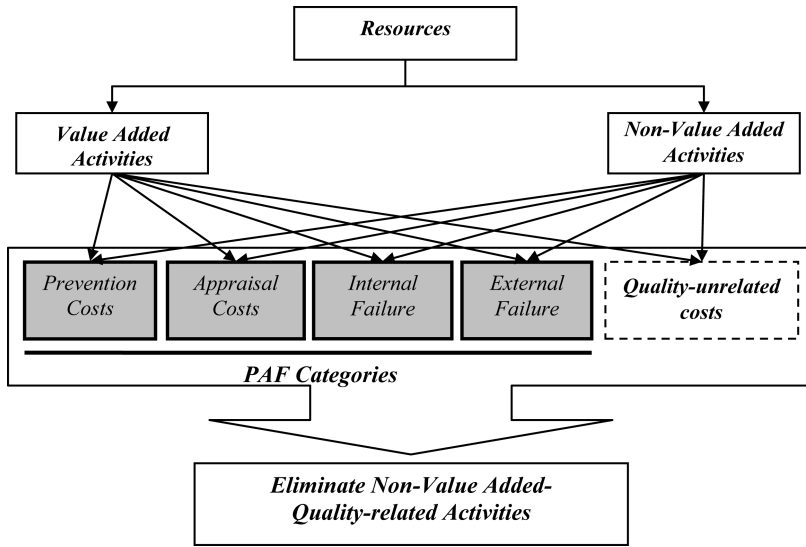 Resources
Value Added
Activities
Non-Value Added
Activities
Prevention
Costs
Appraisal
Costs
Internal
Failure
External
Failure
Quality-unrelated
costs
PAF Categories
Eliminate Non-Value Added-
Quality-related Activities